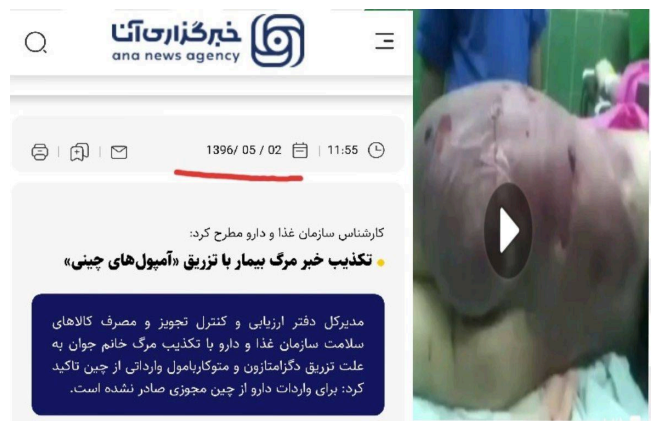 خبرگزاری آنا
ana news agency
11:55 | 1396/ 05 / 02
کارشناس سازمان غذا و دارو مطرح کرد:
تکذیب خبر مرگ بیمار با تزریق «آمپول‌های چینی»
مدیرکل دفتر ارزیابی و کنترل تجویز و مصرف کالاهای
سلامت سازمان غذا و دارو با تکذیب مرگ خانم جوان به
علت تزریق دگزامتازون و متوکاربامول وارداتی از چین تاکید
کرد: برای واردات دارو از چین مجوزی صادر نشده است.